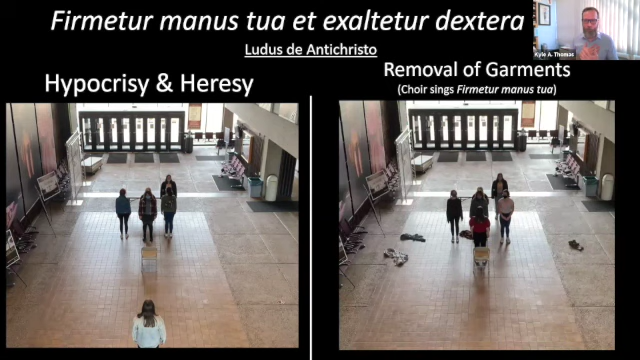 Firmetur manus tua et exaltetur dextera
Ludus de Antichristo
Kyle A. Thomas
Hypocrisy & Heresy
Removal of Garments
(Choir sings Firmetur manus tua)